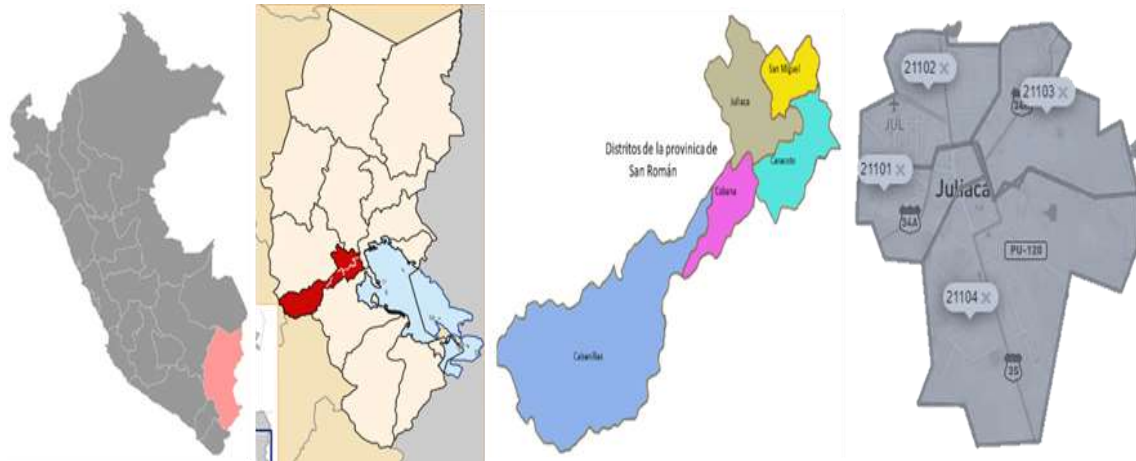 Distritos de la provinica de
San Román
San Miguel
Juliaca
Caracoto
Cabana
Cabanillas
21102 ×
21103 ×
JUL
21101 ×
Juliaca
34A
PU-120
21104 ×
3S